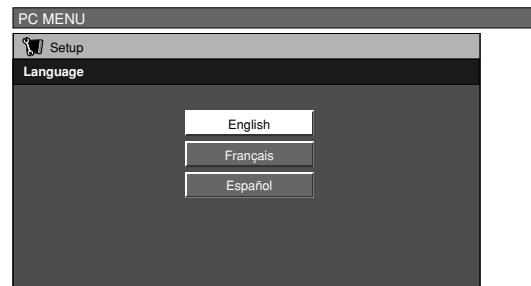 PC MENU
Setup
Language
English
Français
Español